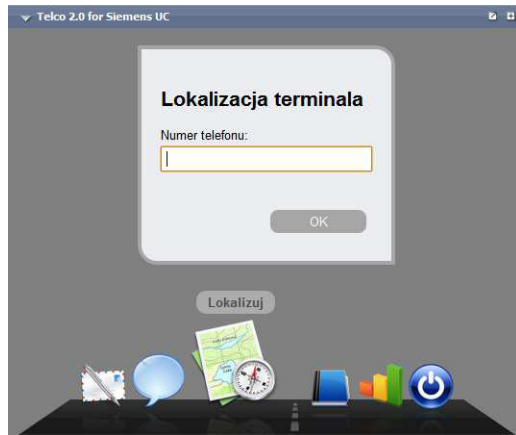 Telco 2.0 for Siemens UC
Lokalizacja terminala
Numer telefonu:
OK
Lokalizuj